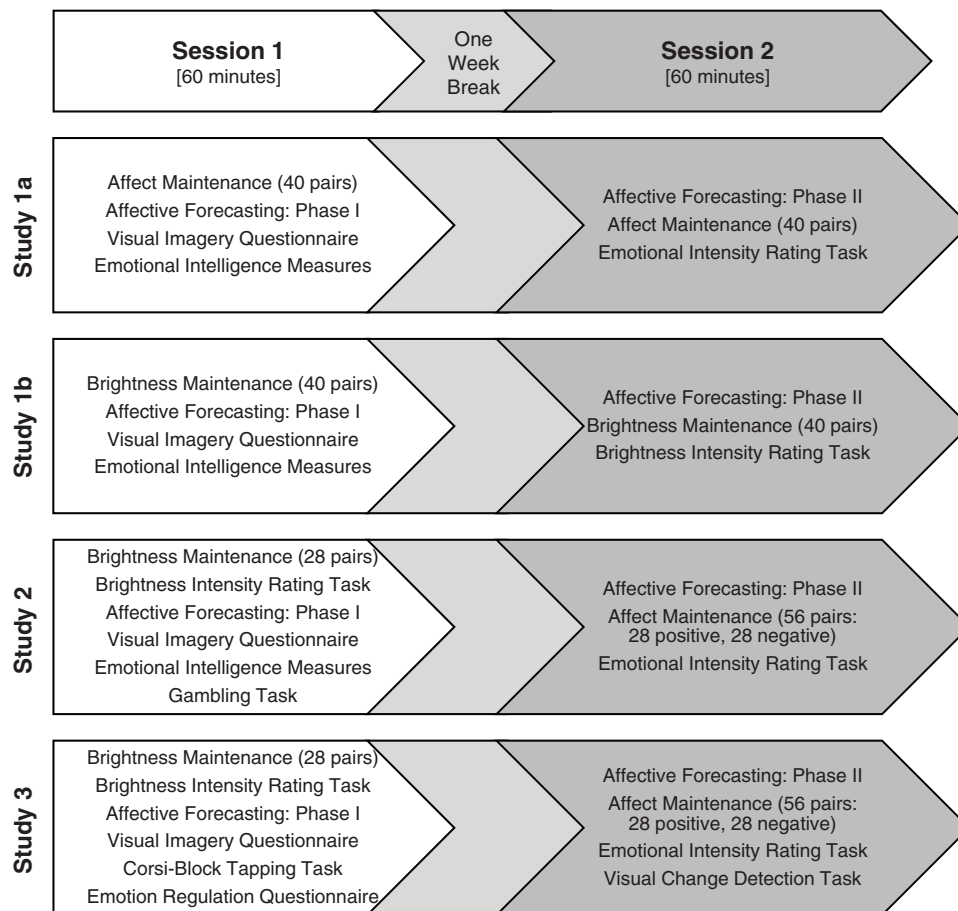 Session 1
[60 minutes]
One
Week
Break
Session 2
[60 minutes]
Study 1a
Affect Maintenance (40 pairs)
Affective Forecasting: Phase I
Visual Imagery Questionnaire
Emotional Intelligence Measures
Affective Forecasting: Phase II
Affect Maintenance (40 pairs)
Emotional Intensity Rating Task
Study 1b
Brightness Maintenance (40 pairs)
Affective Forecasting: Phase I
Visual Imagery Questionnaire
Emotional Intelligence Measures
Affective Forecasting: Phase II
Brightness Maintenance (40 pairs)
Brightness Intensity Rating Task
Study 2
Brightness Maintenance (28 pairs)
Brightness Intensity Rating Task
Affective Forecasting: Phase I
Visual Imagery Questionnaire
Emotional Intelligence Measures
Gambling Task
Affective Forecasting: Phase II
Affect Maintenance (56 pairs:
28 positive, 28 negative)
Emotional Intensity Rating Task
Study 3
Brightness Maintenance (28 pairs)
Brightness Intensity Rating Task
Affective Forecasting: Phase I
Visual Imagery Questionnaire
Corsi-Block Tapping Task
Emotion Regulation Questionnaire
Affective Forecasting: Phase II
Affect Maintenance (56 pairs:
28 positive, 28 negative)
Emotional Intensity Rating Task
Visual Change Detection Task